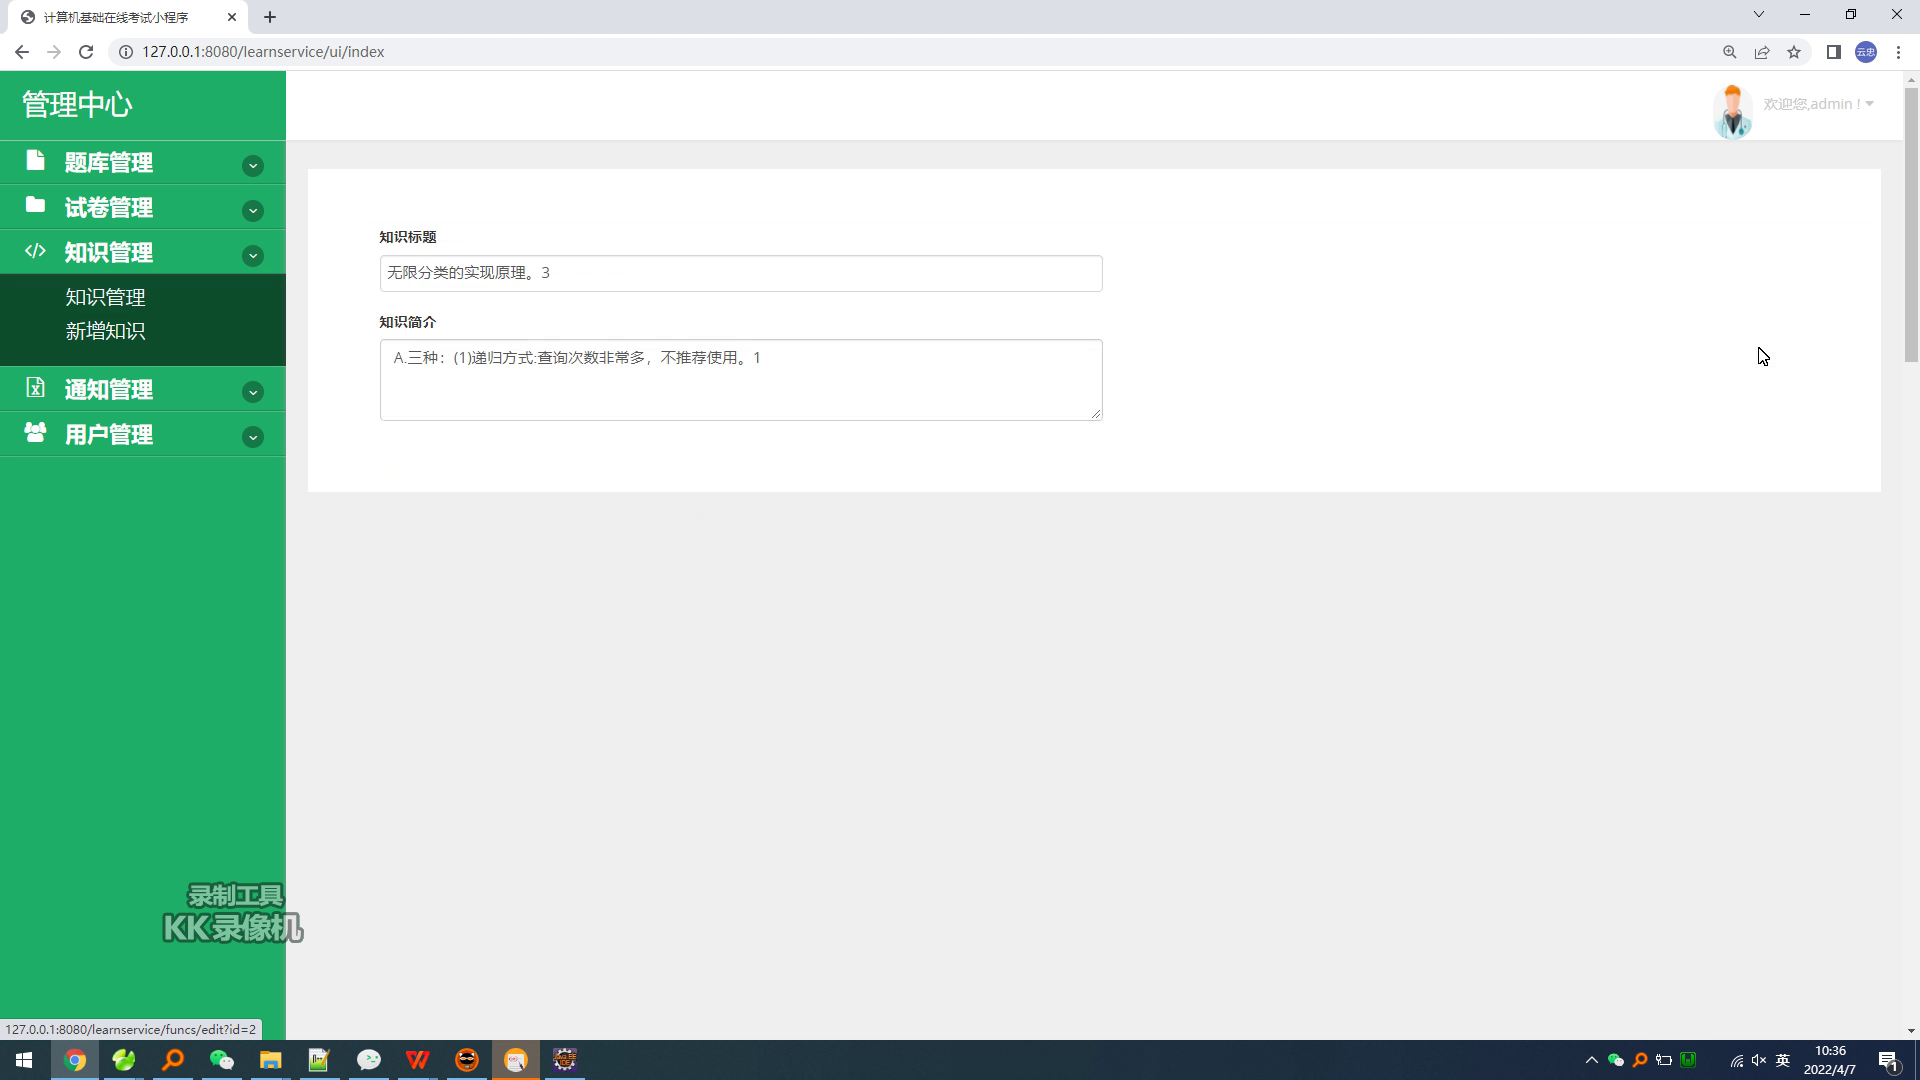 计算机基础在线考试小程序
127.0.0.1:8080/learnservice/ui/index
云忠
管理中心
欢迎您,admin !
题库管理
试卷管理
知识管理
知识管理
新增知识
通知管理
用户管理
知识标题
无限分类的实现原理。3
知识简介
A.三种：(1)递归方式:查询次数非常多，不推荐使用。1
录制工具
KK录像机
127.0.0.1:8080/learnservice/funcs/edit?id=2
英
10:36
2022/4/7
1